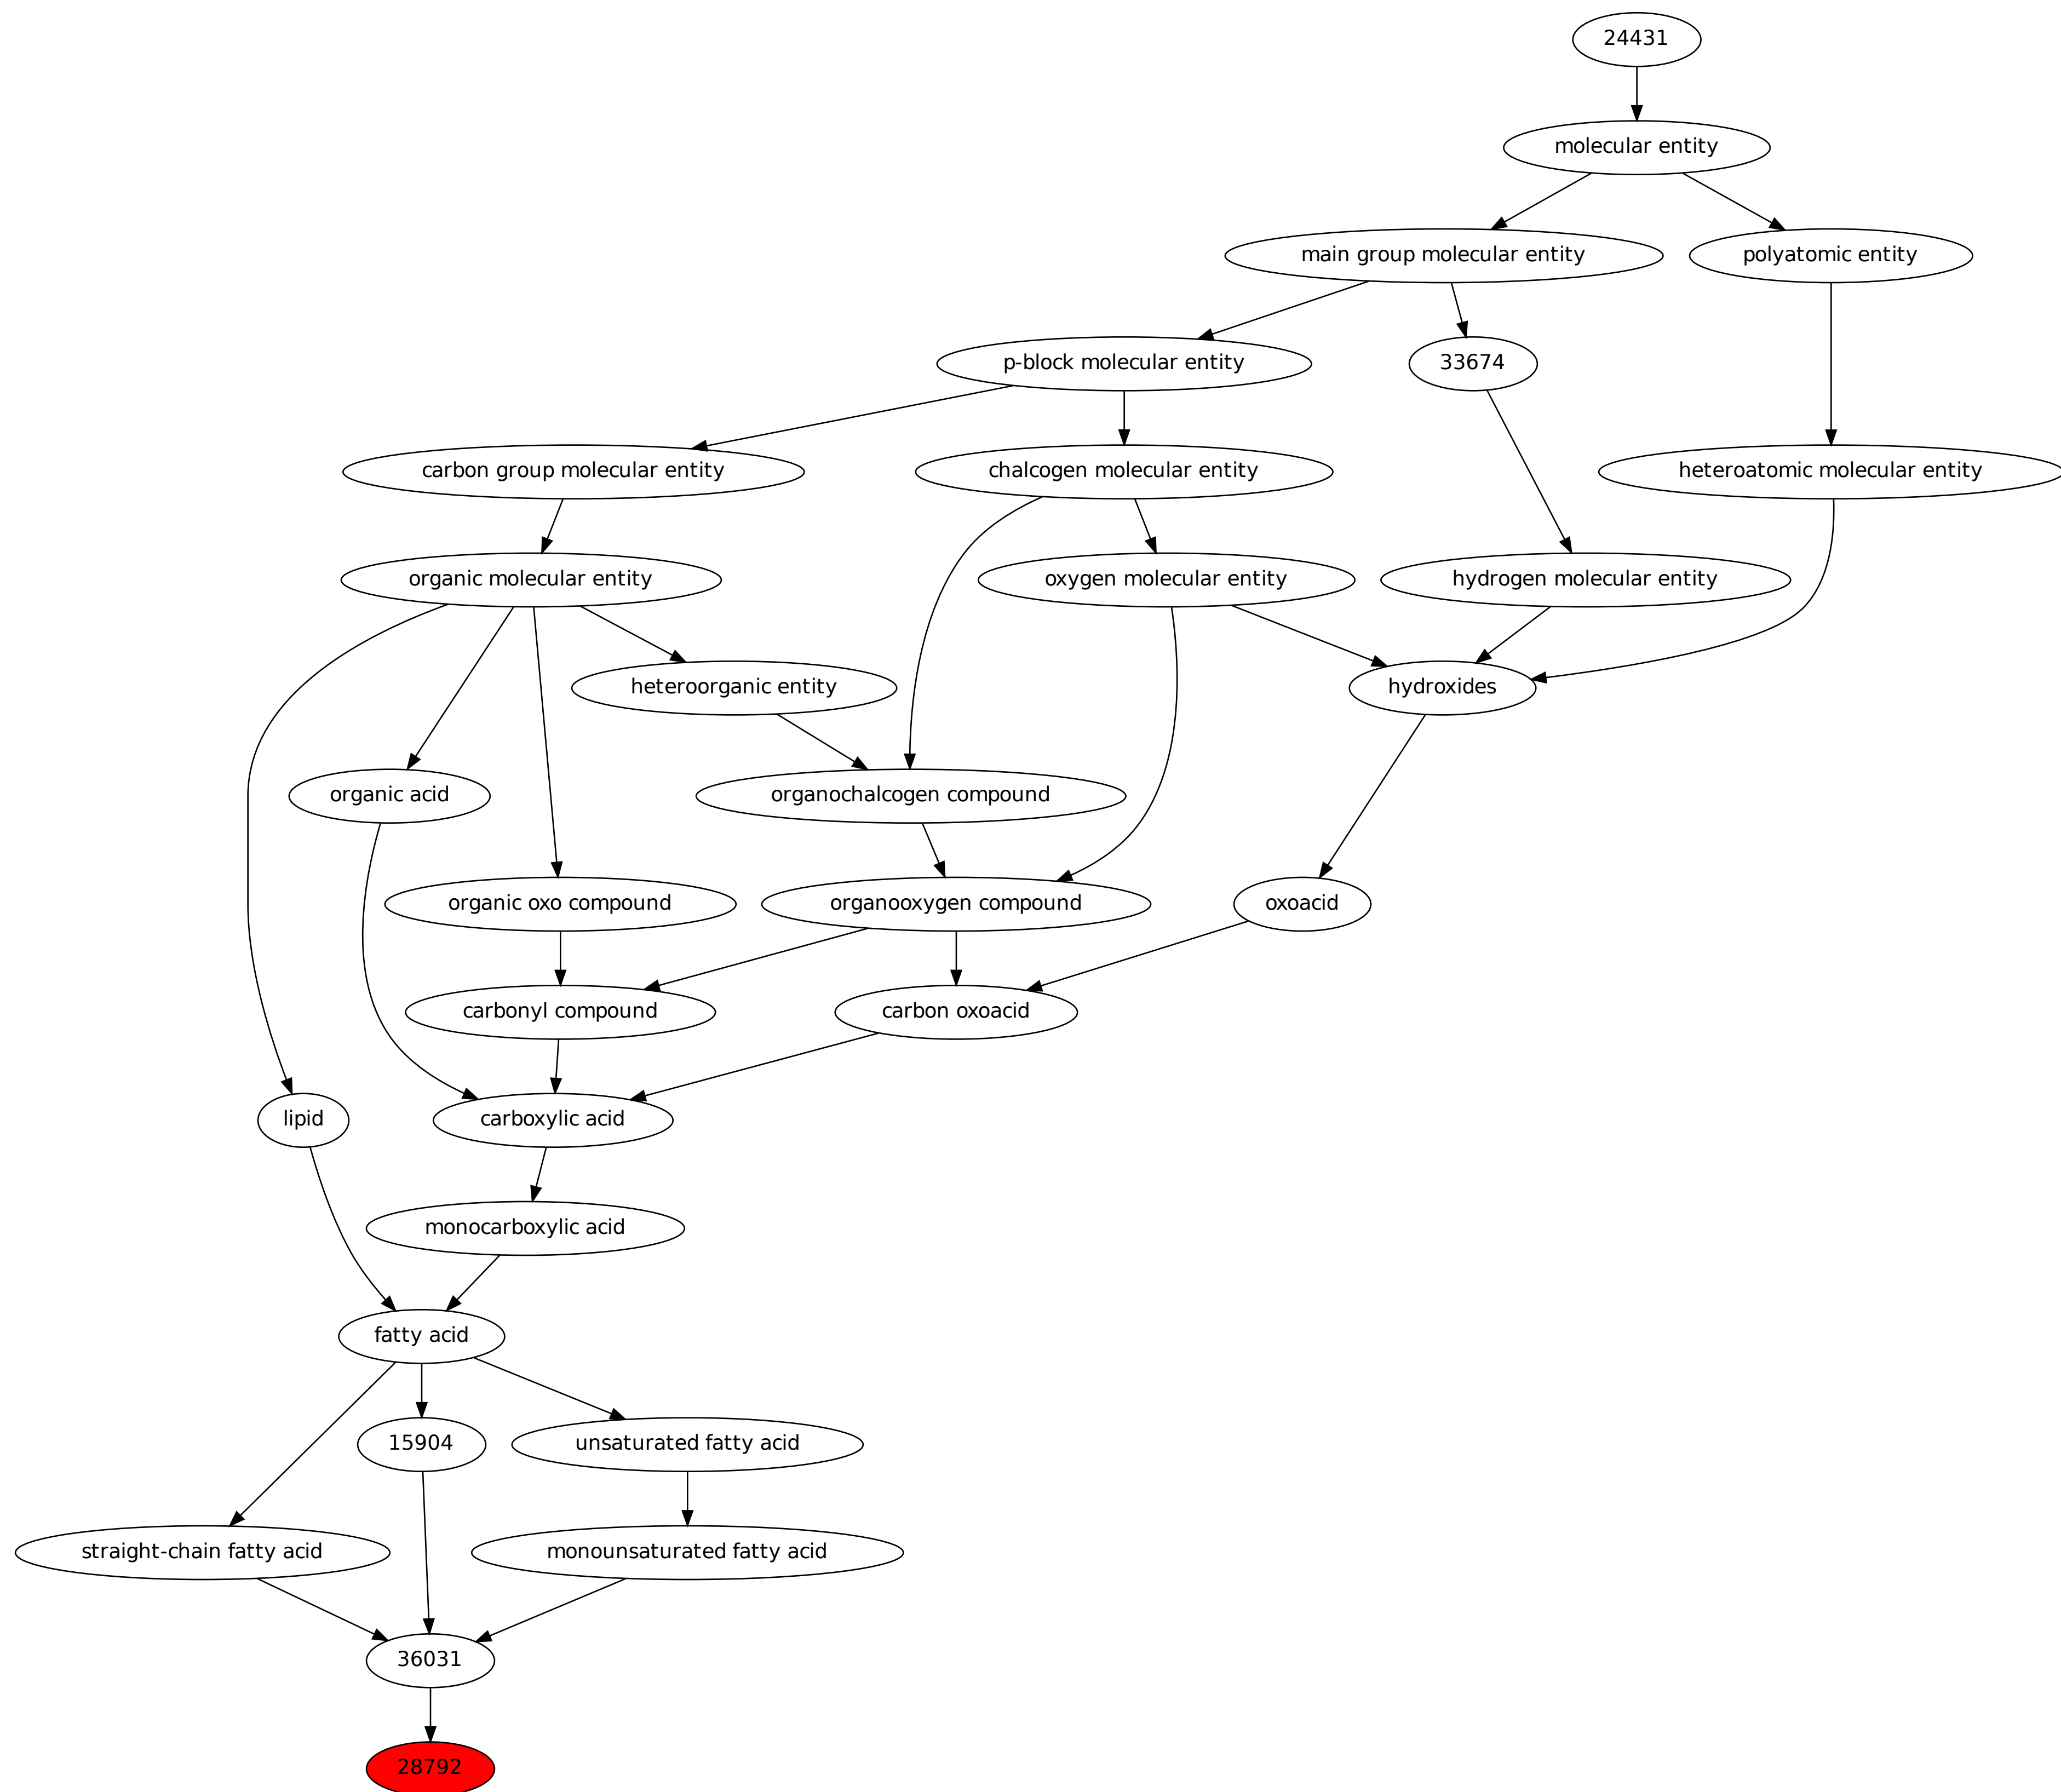 24431
molecular entity
main group molecular entity
polyatomic entity
p-block molecular entity
33674
carbon group molecular entity
chalcogen molecular entity
heteroatomic molecular entity
organic molecular entity
oxygen molecular entity
hydrogen molecular entity
heteroorganic entity
hydroxides
organic acid
organochalcogen compound
organic oxo compound
organooxygen compound
oxoacid
carbonyl compound
carbon oxoacid
lipid
carboxylic acid
monocarboxylic acid
fatty acid
15904
unsaturated fatty acid
straight-chain fatty acid
monounsaturated fatty acid
36031
28792